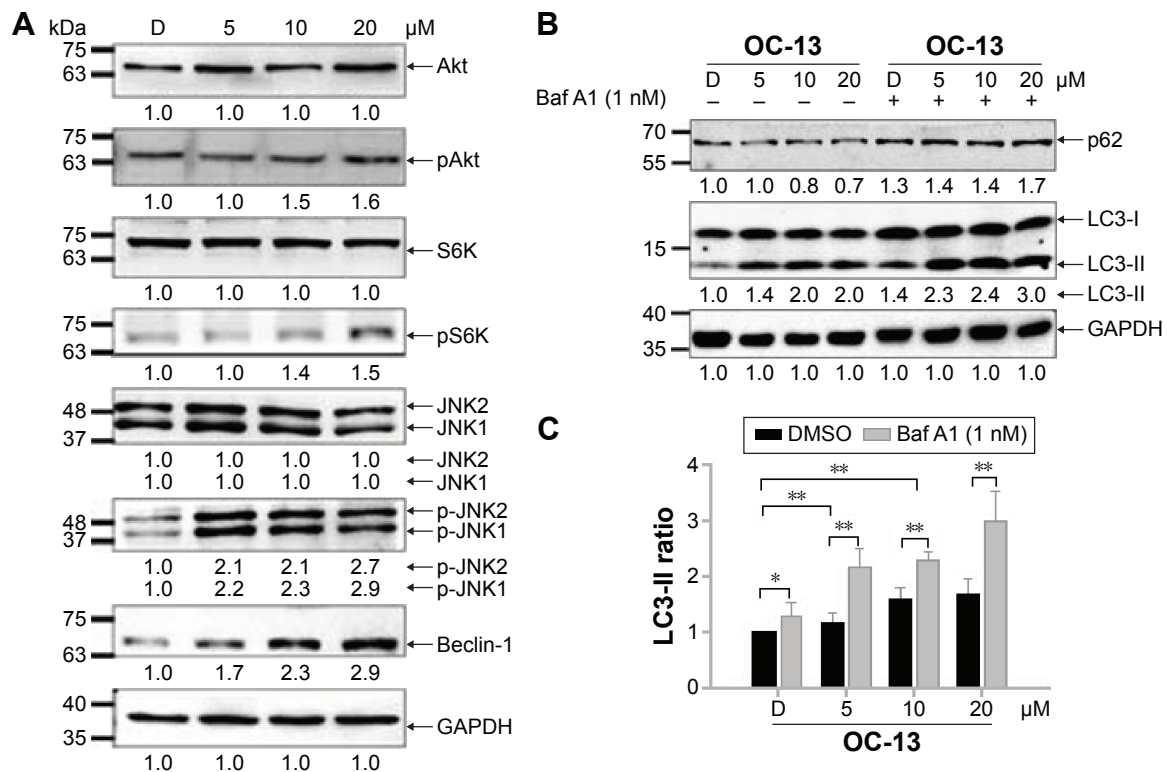 A
kDa D 5 10 20 µM
75
63
Akt
1.0 1.0 1.0 1.0
75
63
pAkt
1.0 1.0 1.5 1.6
75
63
S6K
1.0 1.0 1.0 1.0
75
63
pS6K
1.0 1.0 1.4 1.5
48
37
JNK2
JNK1
1.0 1.0 1.0 1.0 JNK2
1.0 1.0 1.0 1.0 JNK1
48
37
p-JNK2
p-JNK1
1.0 2.1 2.1 2.7 p-JNK2
1.0 2.2 2.3 2.9 p-JNK1
75
63
Beclin-1
1.0 1.7 2.3 2.9
40
35
GAPDH
1.0 1.0 1.0 1.0
B
OC-13 OC-13
D 5 10 20 D 5 10 20 µM
Baf A1 (1 nM) – – – – + + + +
70
55
p62
1.0 1.0 0.8 0.7 1.3 1.4 1.4 1.7
15
LC3-I
LC3-II
1.0 1.4 2.0 2.0 1.4 2.3 2.4 3.0 LC3-II
40
35
GAPDH
1.0 1.0 1.0 1.0 1.0 1.0 1.0 1.0
C
DMSO Baf A1 (1 nM)
LC3-II ratio
4
3
2
1
0
** ** **
** **
*
D 5 10 20 µM
OC-13